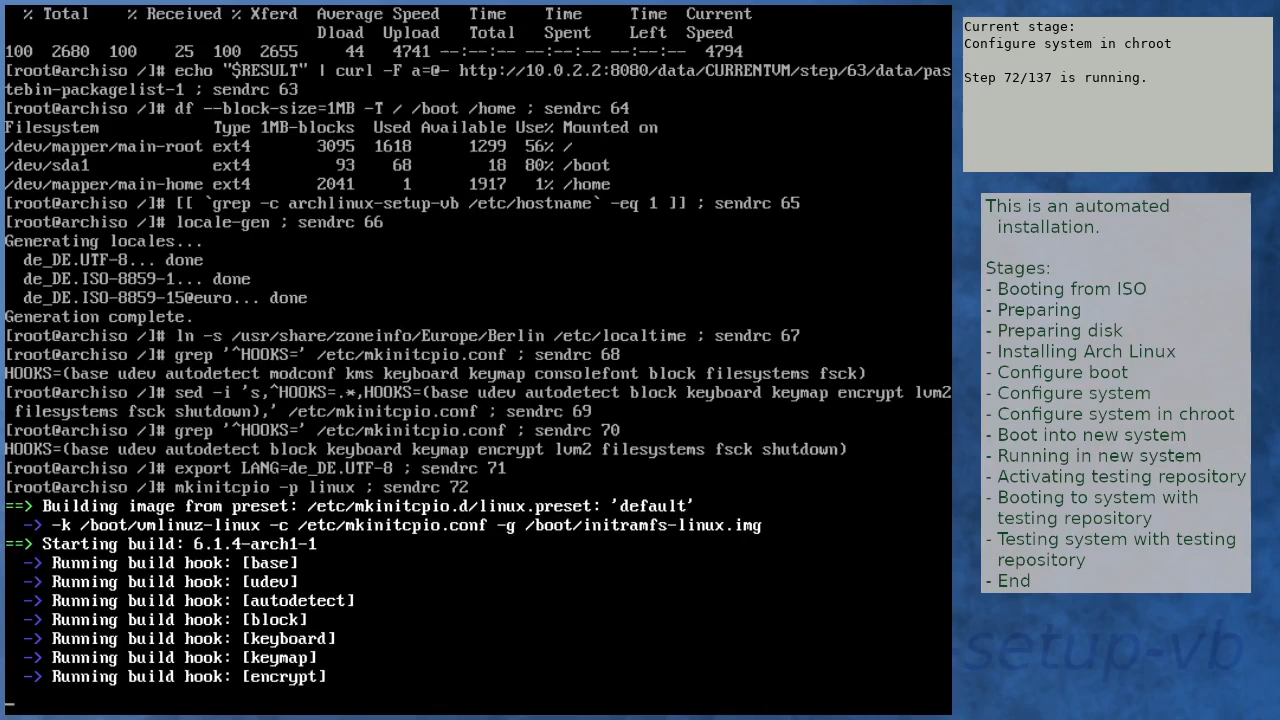 % Total    % Received % Xferd  Average Speed   Time    Time     Time  Current
                                 Dload  Upload   Total   Spent    Left  Speed
100  2680  100    25  100  2655     44   4741 --:--:-- --:--:-- --:--:--  4794
[root@archiso /]# echo "$RESULT" | curl -F a=@- http://10.0.2.2:8080/data/CURRENTVM/step/63/data/pas
tebin-packagelist-1 ; sendrc 63
[root@archiso /]# df --block-size=1MB -T / /boot /home ; sendrc 64
Filesystem            Type 1MB-blocks  Used Available Use% Mounted on
/dev/mapper/main-root ext4       3095  1618      1299  56% /
/dev/sda1             ext4         93    68        18  80% /boot
/dev/mapper/main-home ext4       2041     1      1917   1% /home
[root@archiso /]# [[ `grep -c archlinux-setup-vb /etc/hostname` -eq 1 ]] ; sendrc 65
[root@archiso /]# locale-gen ; sendrc 66
Generating locales...
  de_DE.UTF-8... done
  de_DE.ISO-8859-1... done
  de_DE.ISO-8859-15@euro... done
Generation complete.
[root@archiso /]# ln -s /usr/share/zoneinfo/Europe/Berlin /etc/localtime ; sendrc 67
[root@archiso /]# grep '^HOOKS=' /etc/mkinitcpio.conf ; sendrc 68
HOOKS=(base udev autodetect modconf kms keyboard keymap consolefont block filesystems fsck)
[root@archiso /]# sed -i 's,^HOOKS=.*,HOOKS=(base udev autodetect block keyboard keymap encrypt lvm2
 filesystems fsck shutdown),' /etc/mkinitcpio.conf ; sendrc 69
[root@archiso /]# grep '^HOOKS=' /etc/mkinitcpio.conf ; sendrc 70
HOOKS=(base udev autodetect block keyboard keymap encrypt lvm2 filesystems fsck shutdown)
[root@archiso /]# export LANG=de_DE.UTF-8 ; sendrc 71
[root@archiso /]# mkinitcpio -p linux ; sendrc 72
==> Building image from preset: /etc/mkinitcpio.d/linux.preset: 'default'
  -> -k /boot/vmlinuz-linux -c /etc/mkinitcpio.conf -g /boot/initramfs-linux.img
==> Starting build: 6.1.4-arch1-1
  -> Running build hook: [base]
  -> Running build hook: [udev]
  -> Running build hook: [autodetect]
  -> Running build hook: [block]
  -> Running build hook: [keyboard]
  -> Running build hook: [keymap]
  -> Running build hook: [encrypt]
Current stage:
Configure system in chroot
Step 72/137 is running.
This is an automated
installation.
Stages:
- Booting from ISO
- Preparing
- Preparing disk
- Installing Arch Linux
- Configure boot
- Configure system
- Configure system in chroot
- Boot into new system
- Running in new system
- Activating testing repository
- Booting to system with
testing repository
- Testing system with testing
repository
- End
-setup-vb